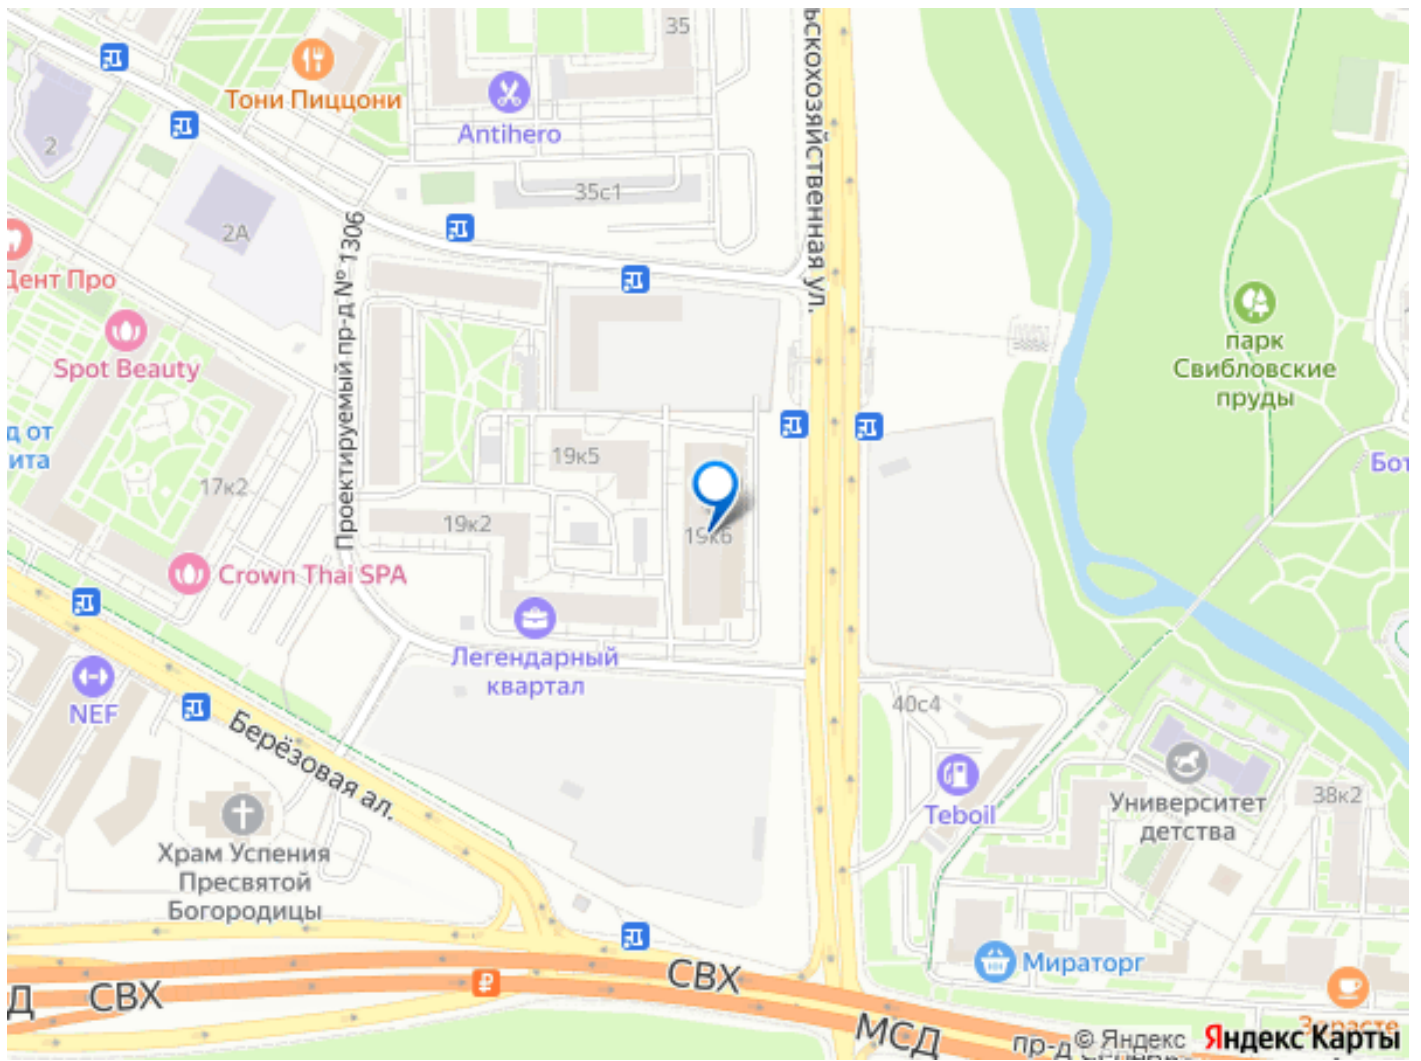 35
Тони Пиццони
Antihero
ьскохозяйственная ул.
2
35с1
2А
Дент Про
Проектируемый пр-д № 1306
парк
Свибловские
пруды
Spot Beauty
д от
ита
19к5
17к2
19к2
19к6
Бот
Crown Thai SPA
Легендарный
квартал
NEF
40с4
Берёзовая ал.
Teboil
Университет
детства
38к2
Храм Успения
Пресвятой
Богородицы
Мираторг
СВХ
СВХ
Д
МСД
пр-д
© Яндекс
Яндекс Карты